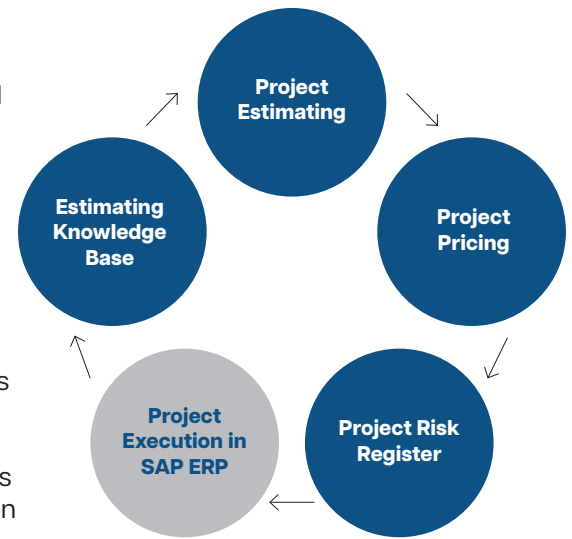 Project
Estimating
Estimating
Knowledge
Base
Project
Pricing
s
Project
Execution in
SAP ERP
Project Risk
Register
s
n